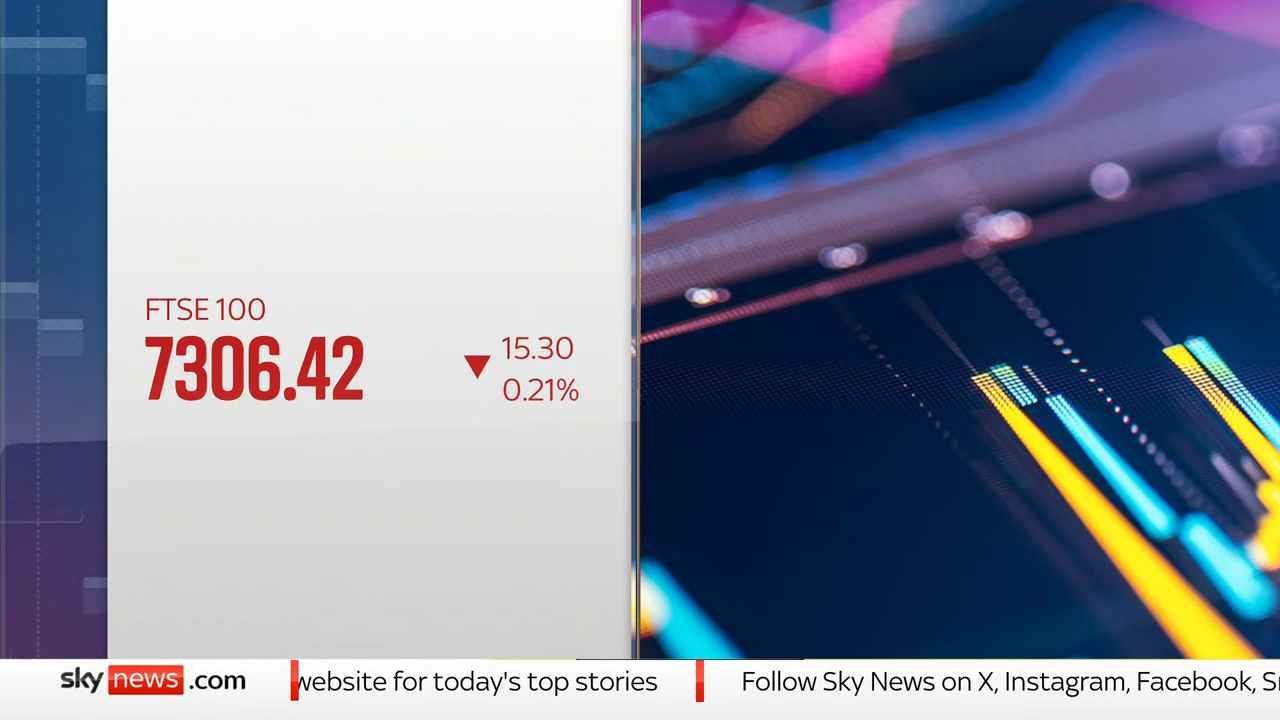 FTSE 100
7306.42
▼ 15.30
0.21%
sky news .com
website for today's top stories
Follow Sky News on X, Instagram, Facebook,